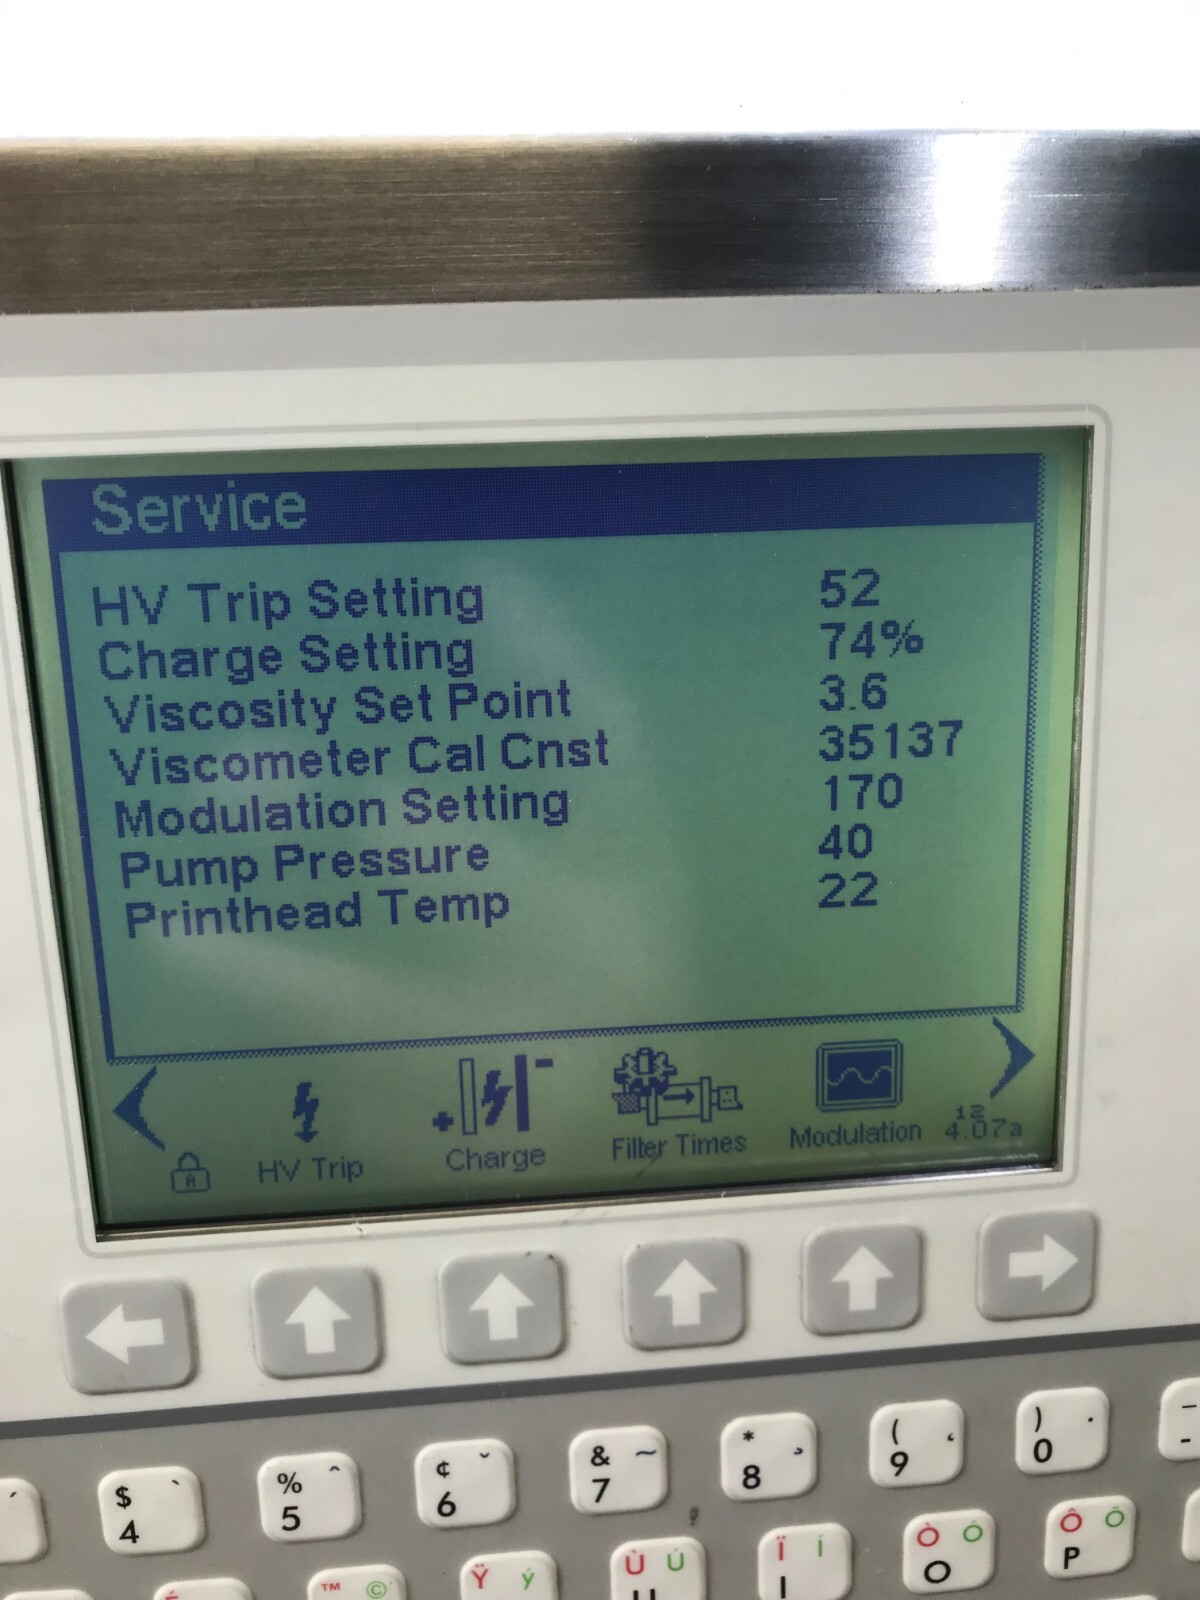 Service
HV Trip Setting 52
Charge Setting 74%
Viscosity Set Point 3.6
Viscometer Cal Cnst 35137
Modulation Setting 170
Pump Pressure 40
Printhead Temp 22
A HV Trip Charge Filter Times Modulation 12
4.07a
$ ` % ^ ¢ ˇ & ~ * ( ) - 
4 5 6 7 8 9 0 -
™ © Ÿ ý Ù Ú Ï Í Ò Ó Ô Õ
U I O P